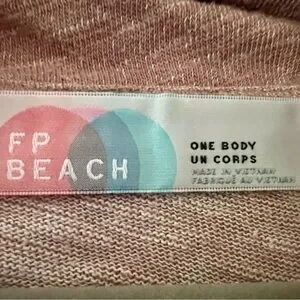 FP
BEACH
ONE BODY
UN CORPS
MADE IN VIETNAM
FABRIQUÉ AU VIETNAM